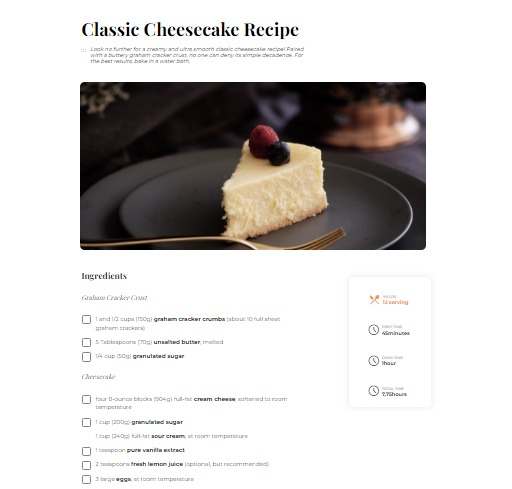 Classic Cheesecake Recipe
Look no further for a creamy and ultra smooth classic cheesecake recipe! Paired
with a buttery graham cracker crust, no one can deny its simple decadence. For
the best results, bake in a water bath.
Ingredients
Graham Cracker Crust
1 and 1/2 cups (150g) graham cracker crumbs (about 10 full sheet
graham crackers)
5 Tablespoons (70g) unsalted butter, melted
1/4 cup (50g) granulated sugar
Cheesecake
four 8-ounce blocks (904g) full-fat cream cheese, softened to room
temperature
1 cup (200g) granulated sugar
1 cup (240g) full-fat sour cream, at room temperature
1 teaspoon pure vanilla extract
2 teaspoons fresh lemon juice (optional, but recommended)
3 large eggs, at room temperature
12 serving
PREP TIME
45minutes
COOK TIME
1hour
TOTAL TIME
7,75hours